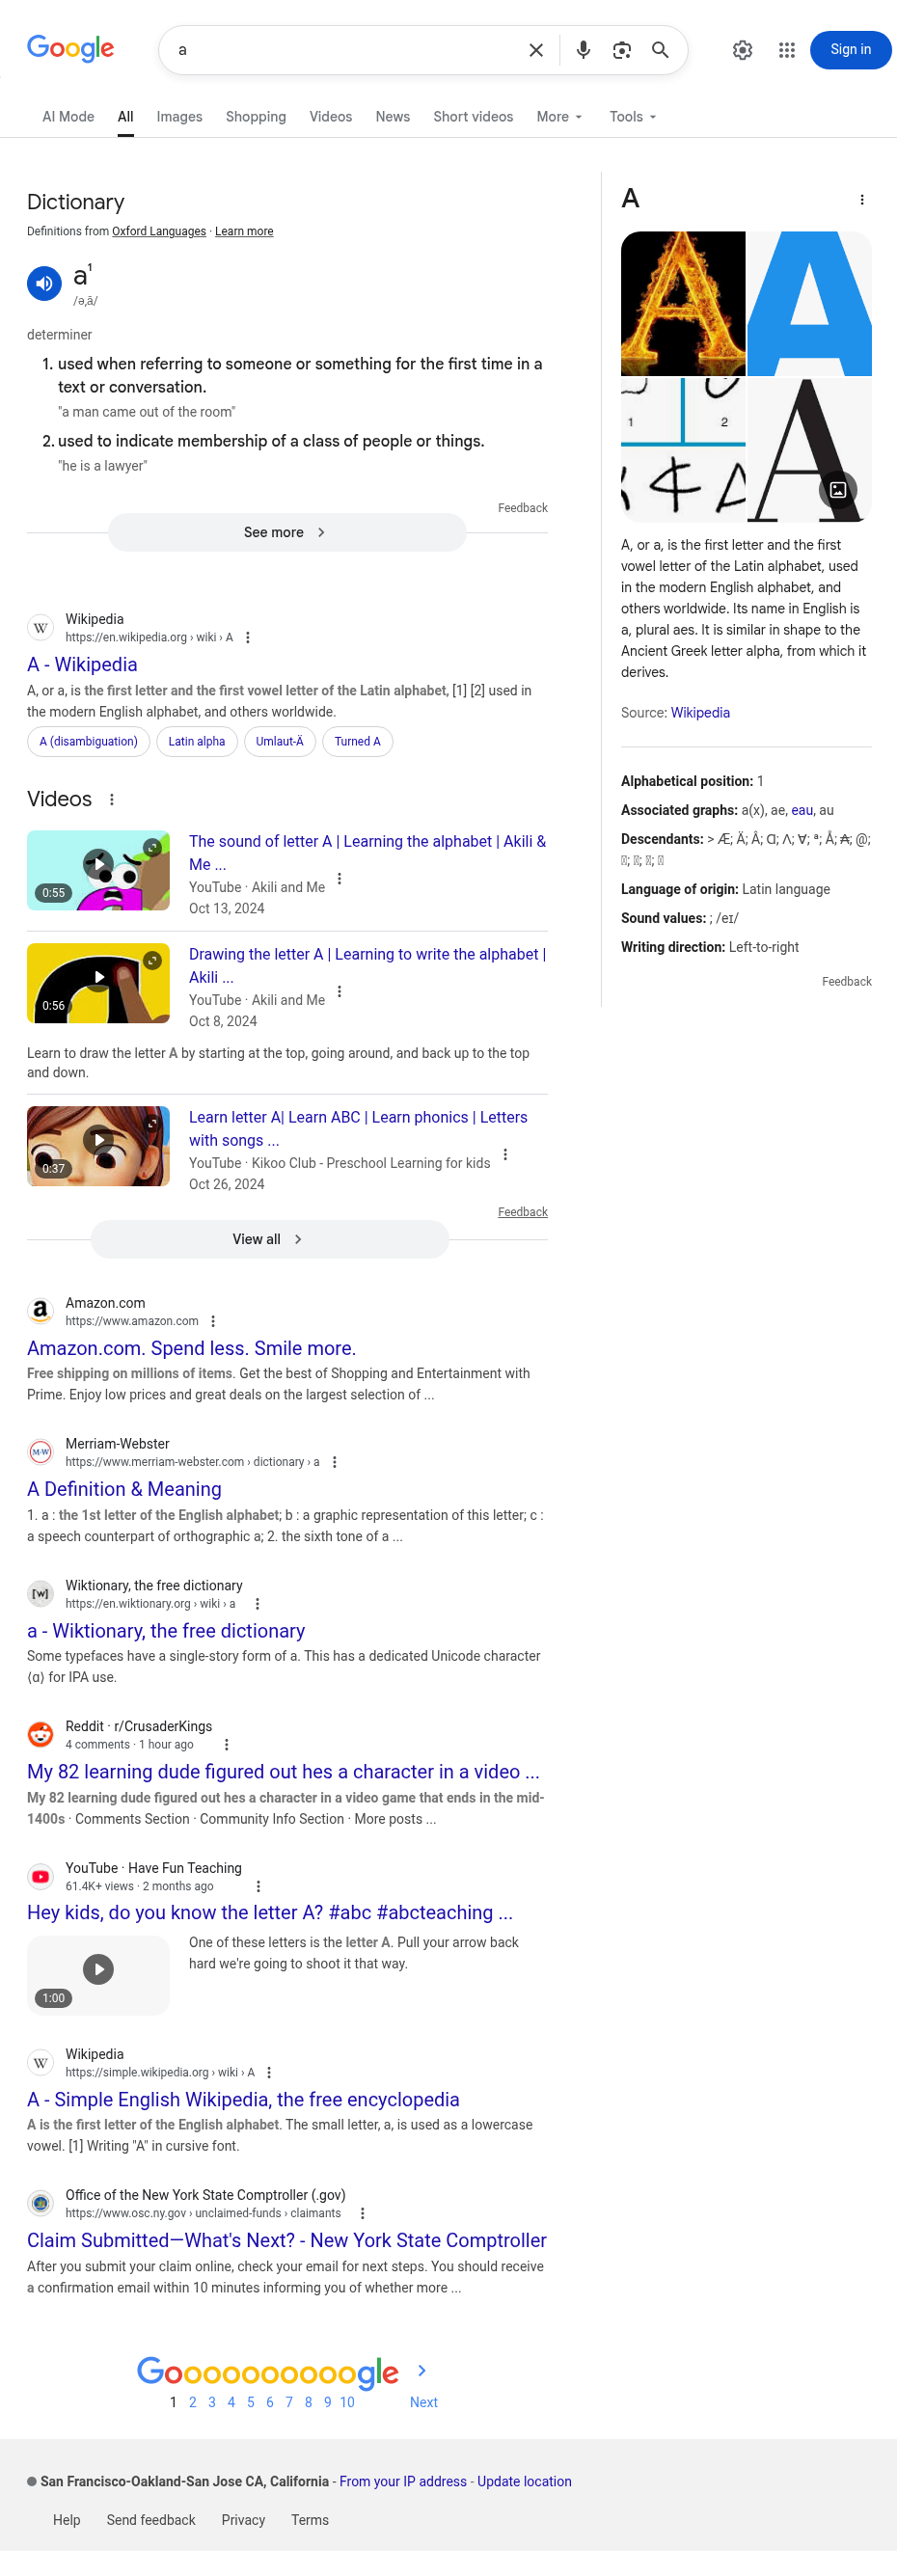 Google
a
Sign in
AI Mode
All
Images
Shopping
Videos
News
Short videos
More
Tools
Dictionary
Definitions from Oxford Languages · Learn more
a¹
/ə,ā/
determiner
1. used when referring to someone or something for the first time in a
text or conversation.
"a man came out of the room"
2. used to indicate membership of a class of people or things.
"he is a lawyer"
Feedback
See more
Wikipedia
https://en.wikipedia.org › wiki › A
A - Wikipedia
A, or a, is the first letter and the first vowel letter of the Latin alphabet, [1] [2] used in
the modern English alphabet, and others worldwide.
A (disambiguation)
Latin alpha
Umlaut-Ä
Turned A
Videos
0:55
The sound of letter A | Learning the alphabet | Akili &
Me ...
YouTube · Akili and Me
Oct 13, 2024
0:56
Drawing the letter A | Learning to write the alphabet |
Akili ...
YouTube · Akili and Me
Oct 8, 2024
Learn to draw the letter A by starting at the top, going around, and back up to the top
and down.
0:37
Learn letter A| Learn ABC | Learn phonics | Letters
with songs ...
YouTube · Kikoo Club - Preschool Learning for kids
Oct 26, 2024
Feedback
View all
Amazon.com
https://www.amazon.com
Amazon.com. Spend less. Smile more.
Free shipping on millions of items. Get the best of Shopping and Entertainment with
Prime. Enjoy low prices and great deals on the largest selection of ...
Merriam-Webster
https://www.merriam-webster.com › dictionary › a
A Definition & Meaning
1. a : the 1st letter of the English alphabet; b : a graphic representation of this letter; c :
a speech counterpart of orthographic a; 2. the sixth tone of a ...
Wiktionary, the free dictionary
https://en.wiktionary.org › wiki › a
a - Wiktionary, the free dictionary
Some typefaces have a single-story form of a. This has a dedicated Unicode character
⟨ɑ⟩ for IPA use.
Reddit · r/CrusaderKings
4 comments · 1 hour ago
My 82 learning dude figured out hes a character in a video ...
My 82 learning dude figured out hes a character in a video game that ends in the mid-
1400s · Comments Section · Community Info Section · More posts ...
YouTube · Have Fun Teaching
61.4K+ views · 2 months ago
Hey kids, do you know the letter A? #abc #abcteaching ...
1:00
One of these letters is the letter A. Pull your arrow back
hard we're going to shoot it that way.
Wikipedia
https://simple.wikipedia.org › wiki › A
A - Simple English Wikipedia, the free encyclopedia
A is the first letter of the English alphabet. The small letter, a, is used as a lowercase
vowel. [1] Writing "A" in cursive font.
Office of the New York State Comptroller (.gov)
https://www.osc.ny.gov › unclaimed-funds › claimants
Claim Submitted—What's Next? - New York State Comptroller
After you submit your claim online, check your email for next steps. You should receive
a confirmation email within 10 minutes informing you of whether more ...
A
A
A
1
2
A
A, or a, is the first letter and the first
vowel letter of the Latin alphabet, used
in the modern English alphabet, and
others worldwide. Its name in English is
a, plural aes. It is similar in shape to the
Ancient Greek letter alpha, from which it
derives.
Source: Wikipedia
Alphabetical position: 1
Associated graphs: a(x), ae, eau, au
Descendants: > Æ; Ä; Â; Ɑ; Ʌ; Ɐ; ª; Å; ₳; @;
Language of origin: Latin language
Sound values: ; /eɪ/
Writing direction: Left-to-right
Feedback
Goooooooooogle
1 2 3 4 5 6 7 8 9 10 Next
San Francisco-Oakland-San Jose CA, California - From your IP address - Update location
Help
Send feedback
Privacy
Terms